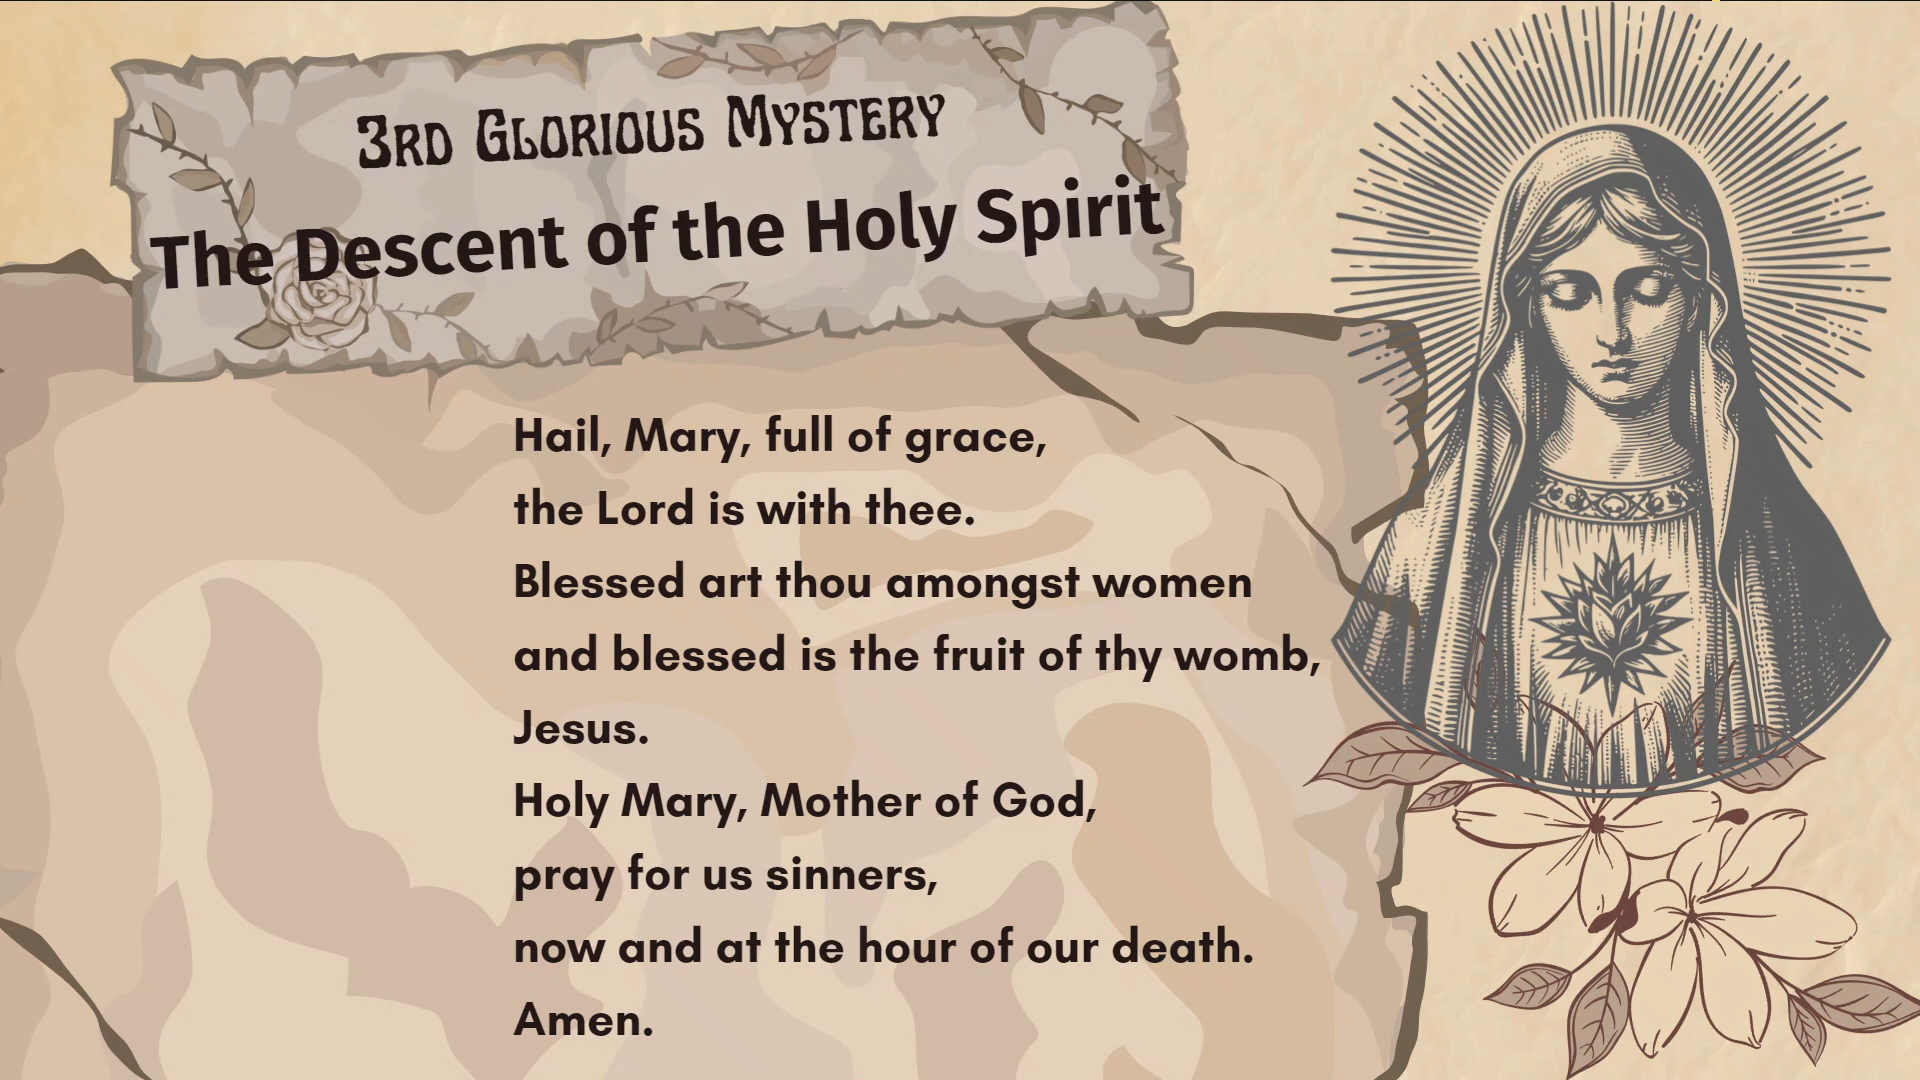 3rd Glorious Mystery
The Descent of the Holy Spirit
Hail, Mary, full of grace,
the Lord is with thee.
Blessed art thou amongst women
and blessed is the fruit of thy womb,
Jesus.
Holy Mary, Mother of God,
pray for us sinners,
now and at the hour of our death.
Amen.